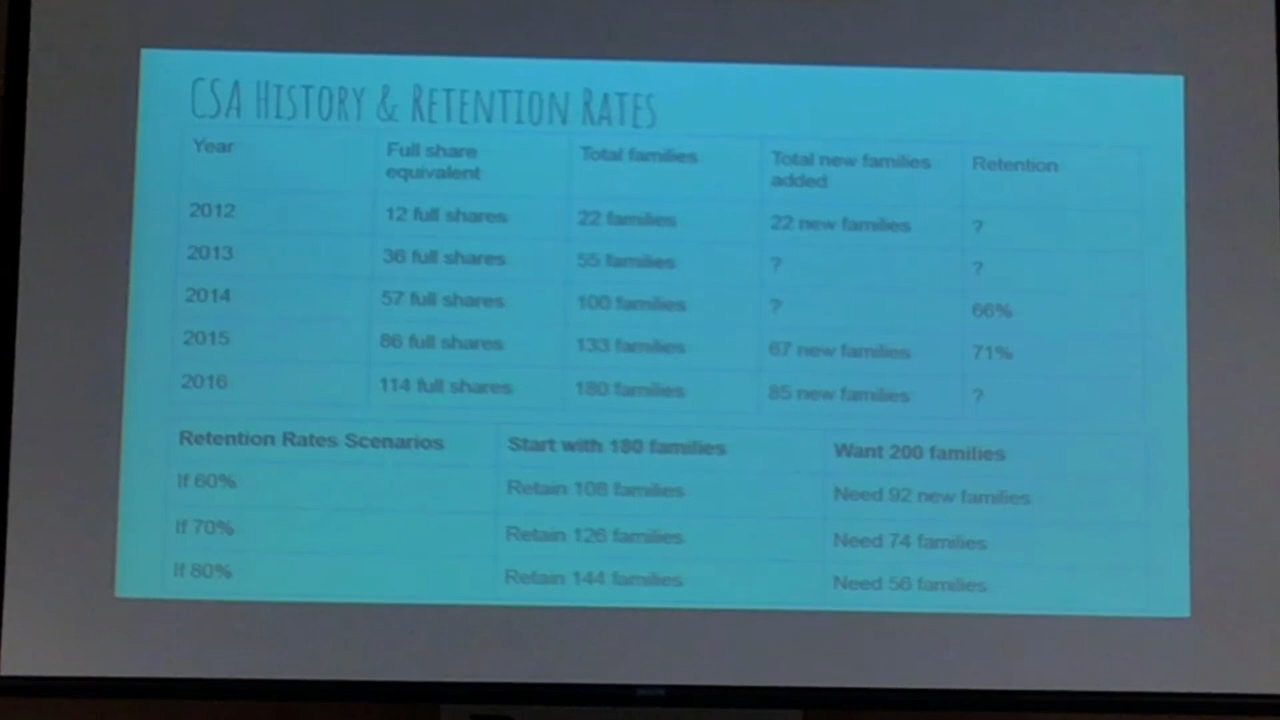 CSA HISTORY & RETENTION RATES
Year Full share equivalent Total families Total new families added Retention
2012 12 full shares 22 families 22 new families ?
2013 36 full shares 55 families ? ?
2014 57 full shares 100 families ? 66%
2015 86 full shares 133 families 67 new families 71%
2016 114 full shares 180 families 85 new families ?
Retention Rates Scenarios Start with 180 families Want 200 families
If 60% Retain 108 families Need 92 new families
If 70% Retain 126 families Need 74 families
If 80% Retain 144 families Need 56 families